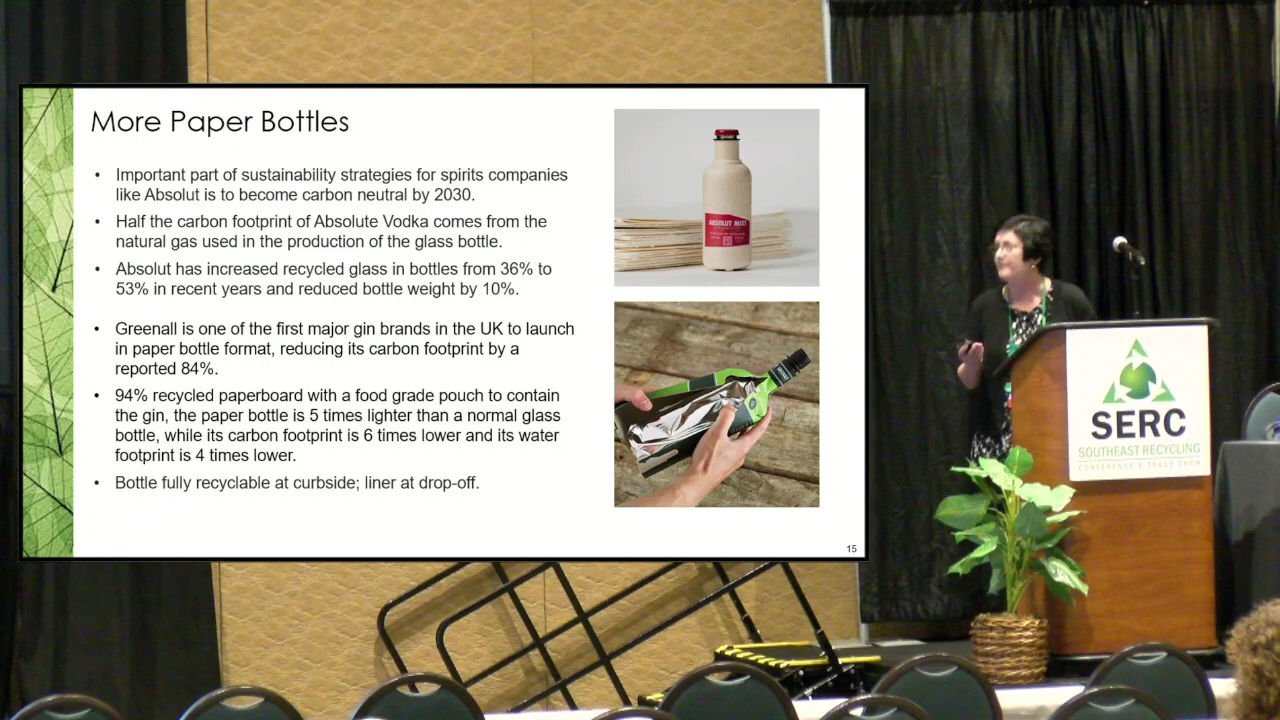 More Paper Bottles
• Important part of sustainability strategies for spirits companies
like Absolut is to become carbon neutral by 2030.
• Half the carbon footprint of Absolute Vodka comes from the
natural gas used in the production of the glass bottle.
• Absolut has increased recycled glass in bottles from 36% to
53% in recent years and reduced bottle weight by 10%.
• Greenall is one of the first major gin brands in the UK to launch
in paper bottle format, reducing its carbon footprint by a
reported 84%.
• 94% recycled paperboard with a food grade pouch to contain
the gin, the paper bottle is 5 times lighter than a normal glass
bottle, while its carbon footprint is 6 times lower and its water
footprint is 4 times lower.
• Bottle fully recyclable at curbside; liner at drop-off.
15
ABSOLUT
SERC
SOUTHEAST RECYCLING
CONFERENCE & TRADE SHOW